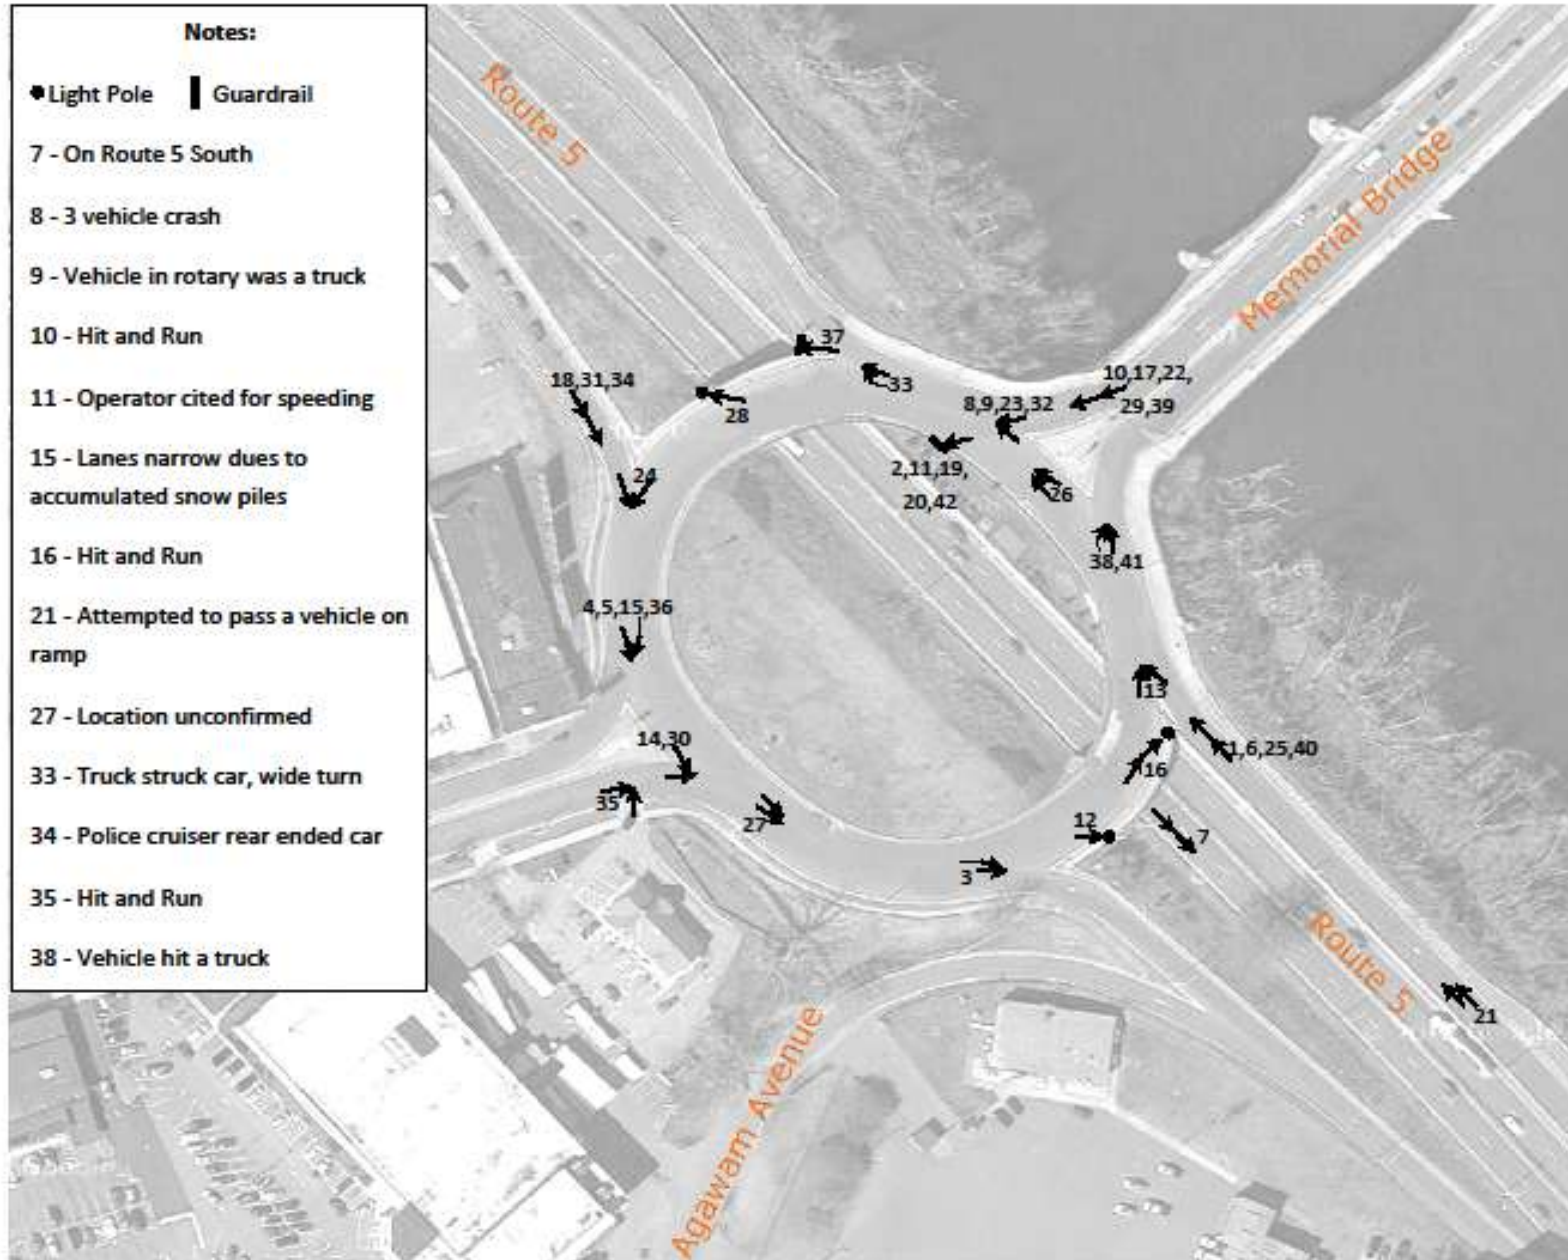 Notes:
Light Pole
Guardrail
7 - On Route 5 South
8 - 3 vehicle crash
9 - Vehicle in rotary was a truck
10 - Hit and Run
11 - Operator cited for speeding
15 - Lanes narrow dues to
accumulated snow piles
16 - Hit and Run
21 - Attempted to pass a vehicle on
ramp
27 - Location unconfirmed
33 - Truck struck car, wide turn
34 - Police cruiser rear ended car
35 - Hit and Run
38 - Vehicle hit a truck
Route 5
Memorial Bridge
37
33
10,17,22,
29,39
18,31,34
28
8,9,23,32
24
2,11,19,
20,42
26
38,41
4,5,15,36
13
14,30
1,6,25,40
16
35
27
12
7
3
Route 5
21
Agawam Avenue